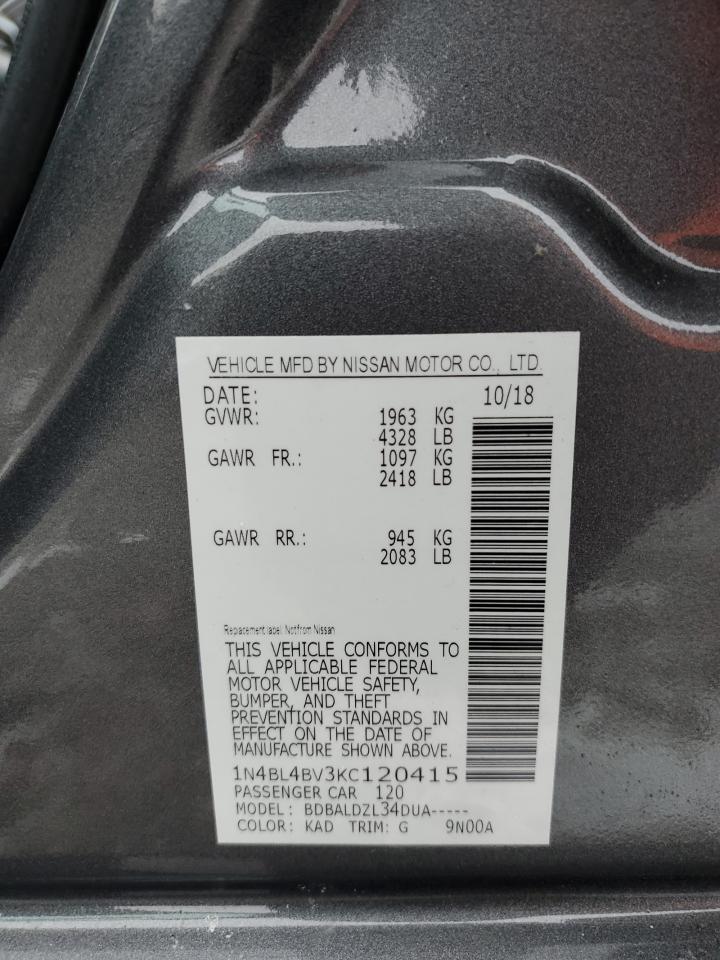 VEHICLE MFD BY NISSAN MOTOR CO., LTD.
DATE: 10/18
GVWR: 1963 KG
4328 LB
GAWR FR.: 1097 KG
2418 LB
GAWR RR.: 945 KG
2083 LB
Replacement label. Not from Nissan
THIS VEHICLE CONFORMS TO
ALL APPLICABLE FEDERAL
MOTOR VEHICLE SAFETY,
BUMPER, AND THEFT
PREVENTION STANDARDS IN
EFFECT ON THE DATE OF
MANUFACTURE SHOWN ABOVE.
1N4BL4BV3KC120415
PASSENGER CAR 120
MODEL: BDBALDZL34DUA-----
COLOR: KAD TRIM: G 9N00A